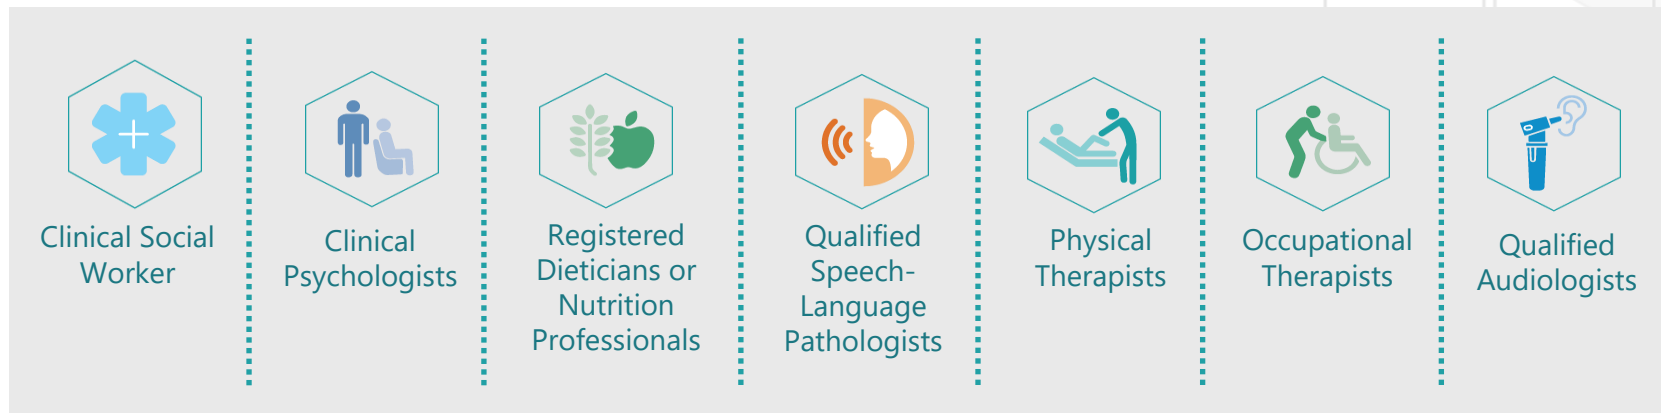 Clinical Social
Worker
Clinical
Psychologists
Registered
Dieticians or
Nutrition
Professionals
Qualified
Speech-
Language
Pathologists
Physical
Therapists
Occupational
Therapists
Qualified
Audiologists